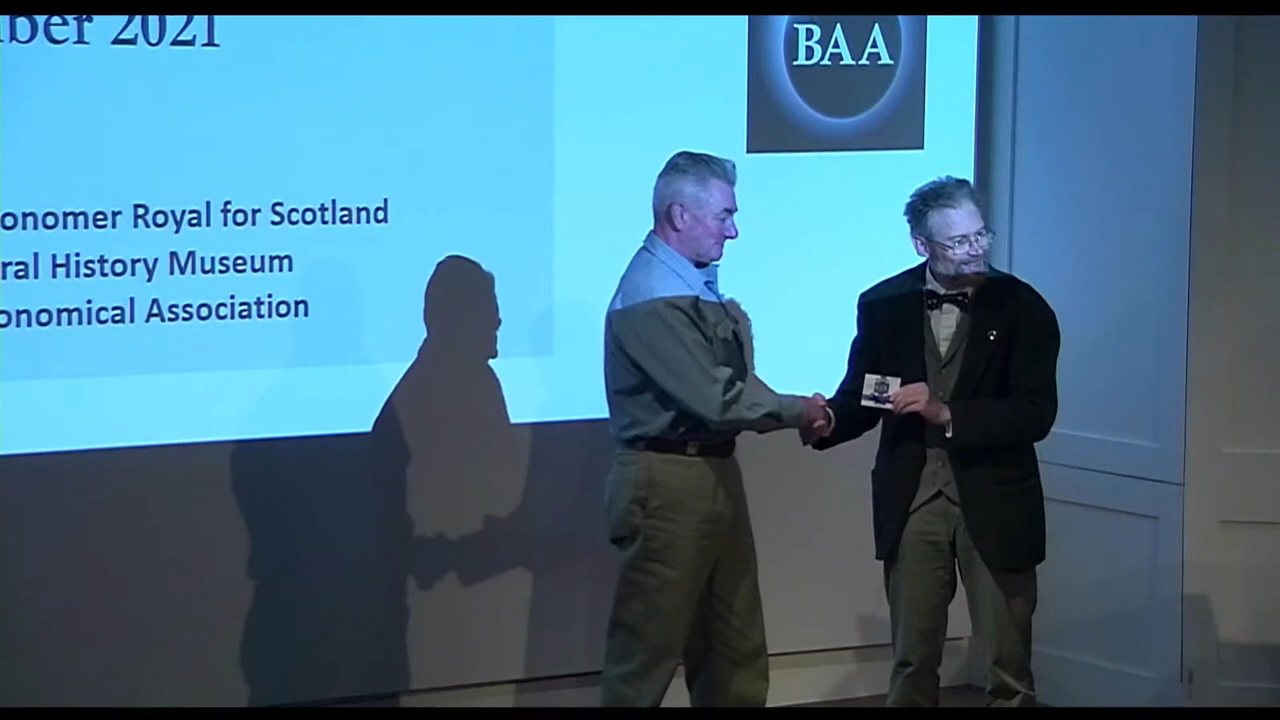 ber 2021
BAA
onomer Royal for Scotland
ral History Museum
onomical Association